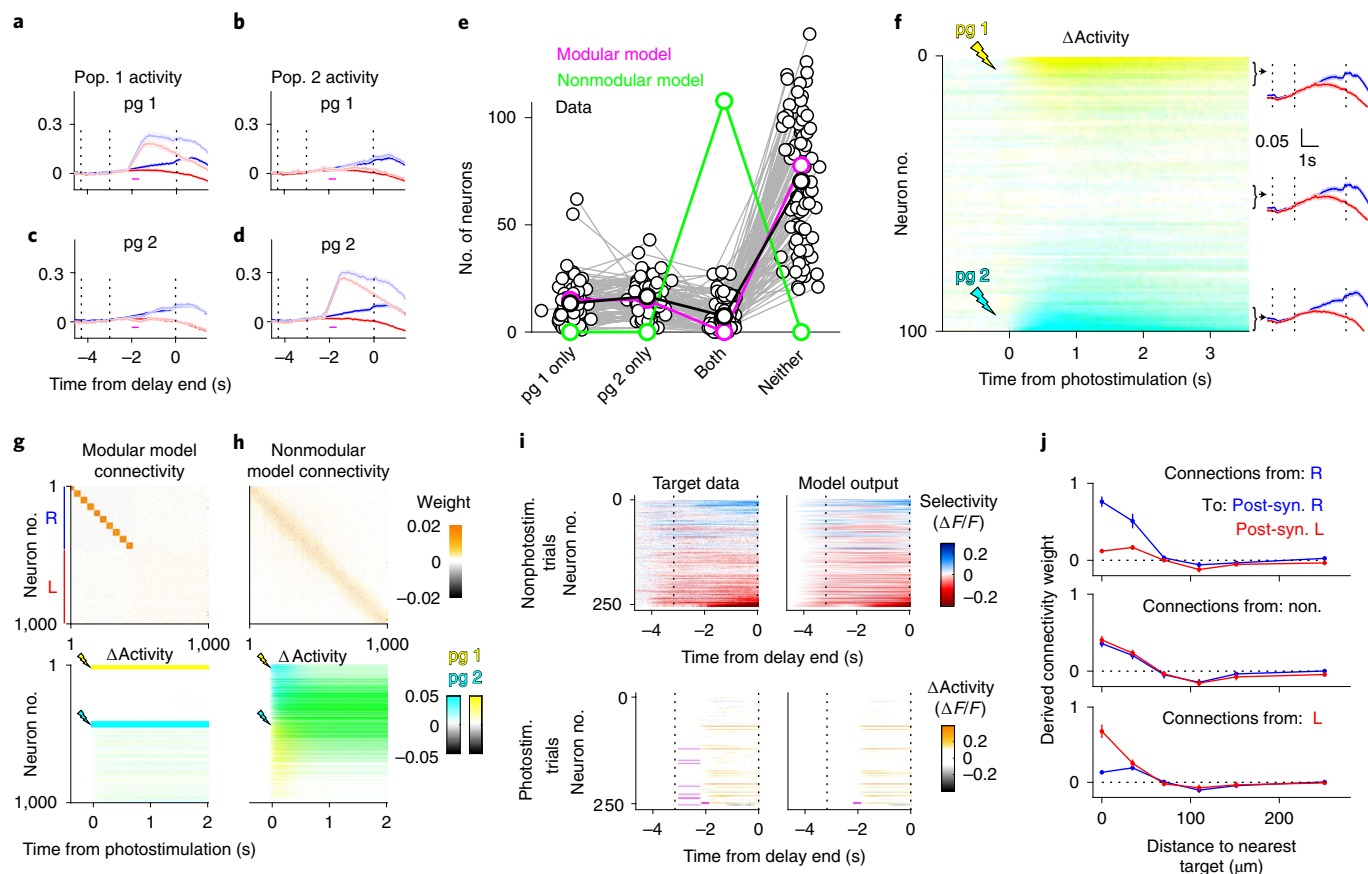 a
b
Pop. 1 activity
Pop. 2 activity
pg 1
pg 1
0.3
0
–4
–2
0
c
pg 2
d
pg 2
0.3
0
–4
–2
0
–4
–2
0
Time from delay end (s)
e
Modular model
Nonmodular model
Data
No. of neurons
100
50
0
pg 1 only
pg 2 only
Both
Neither
f
pg 1
ΔActivity
Neuron no.
0
100
pg 2
0
1
2
3
Time from photostimulation (s)
0.05
1s
g
Modular model
connectivity
h
Nonmodular
model connectivity
Neuron no.
1
R
L
1,000
1
1,000
1
1,000
Weight
0.02
0
–0.02
ΔActivity
pg 1
pg 2
Neuron no.
1
1,000
0
1
2
0
1
2
0.05
0
–0.05
Time from photostimulation (s)
i
Target data
Model output
Nonphotostim.
trials
Neuron no.
0
250
–4
–2
0
–4
–2
0
Time from delay end (s)
Selectivity
(ΔF/F)
0.2
0
–0.2
Photostim.
trials
Neuron no.
0
250
–4
–2
0
–4
–2
0
Time from delay end (s)
ΔActivity
(ΔF/F)
0.4
0.2
0
–0.2
–0.4
j
Connections from: R
To: Post-syn. R
Post-syn. L
1
0
Connections from: non.
1
0
Connections from: L
1
0
Derived connectivity weight
0
100
200
Distance to nearest
target (μm)